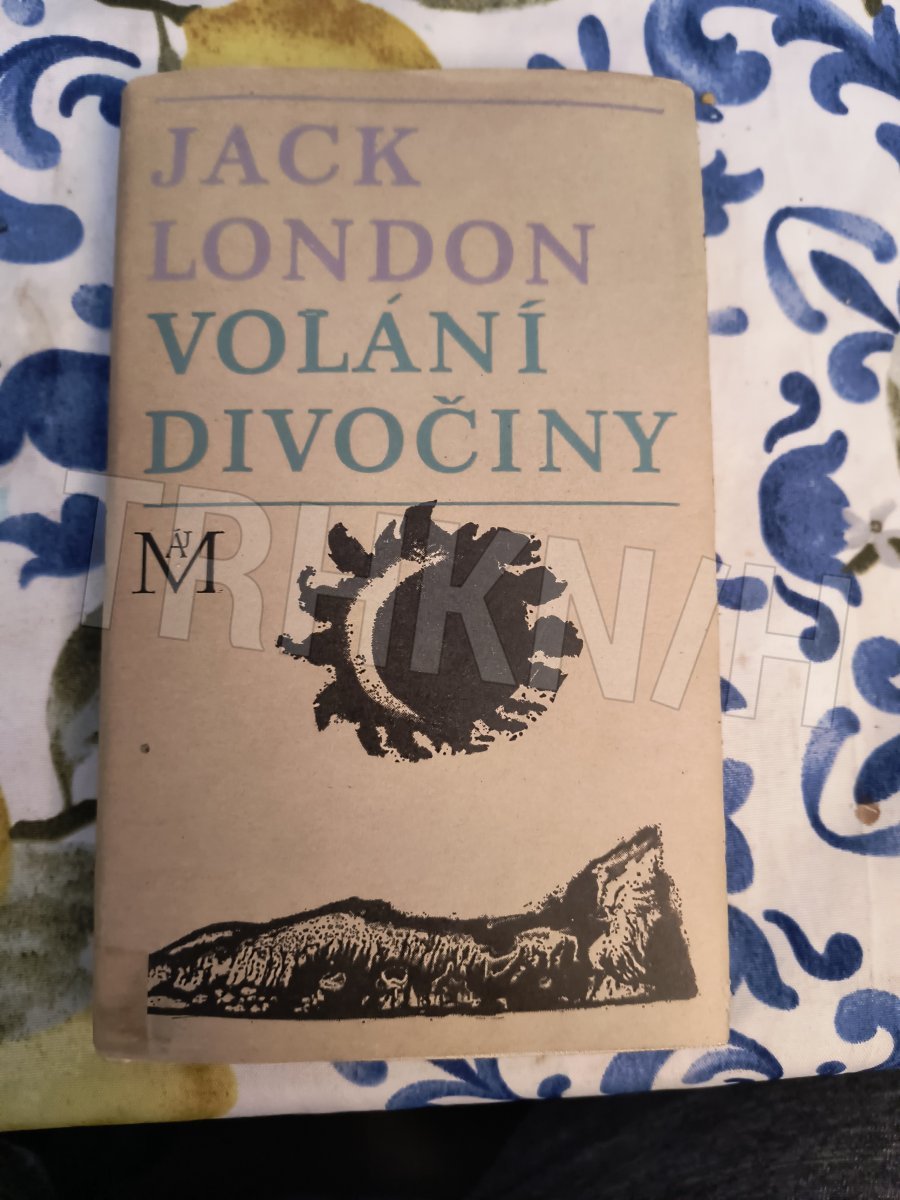 JACK
LONDON
VOLÁNÍ
DIVOČINY
MÁJ
TRHKNIH